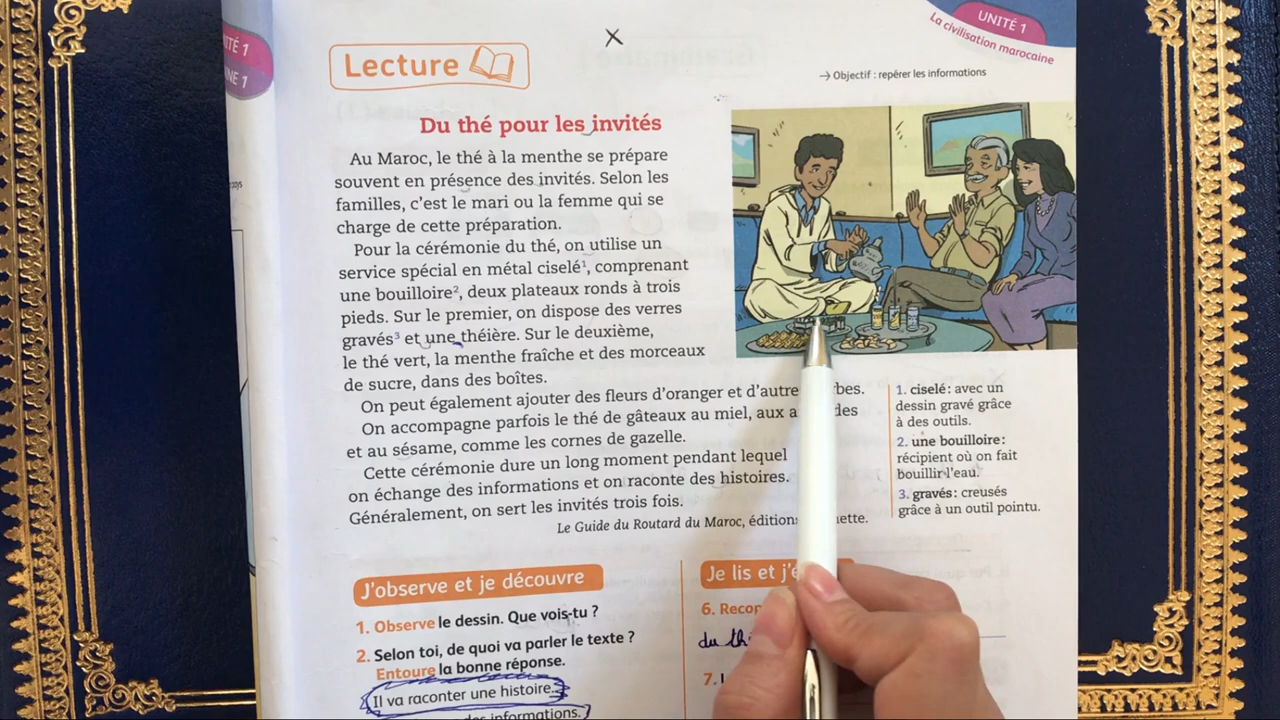 UNITÉ 1
La civilisation marocaine
Lecture
→ Objectif : repérer les informations
Du thé pour les invités
Au Maroc, le thé à la menthe se prépare
souvent en présence des invités. Selon les
familles, c'est le mari ou la femme qui se
charge de cette préparation.
Pour la cérémonie du thé, on utilise un
service spécial en métal ciselé¹, comprenant
une bouilloire², deux plateaux ronds à trois
pieds. Sur le premier, on dispose des verres
gravés³ et une théière. Sur le deuxième,
le thé vert, la menthe fraîche et des morceaux
de sucre, dans des boîtes.
On peut également ajouter des fleurs d'oranger et
On accompagne parfois le thé de gâteaux au miel, aux
et au sésame, comme les cornes de gazelle.
Cette cérémonie dure un long moment pendant lequel
on échange des informations et on raconte des histoires.
Généralement, on sert les invités trois fois.
Le Guide du Routard du Maroc,
1. ciselé : avec un
dessin gravé grâce
à des outils.
2. une bouilloire :
récipient où on fait
bouillir l'eau.
3. gravés : creusés
grâce à un outil pointu.
J'observe et je découvre
1. Observe le dessin. Que vois-tu ?
2. Selon toi, de quoi va parler le texte ?
Entoure la bonne réponse.
Il va raconter une histoire.
des informations.
Je lis et
6.
du
7.